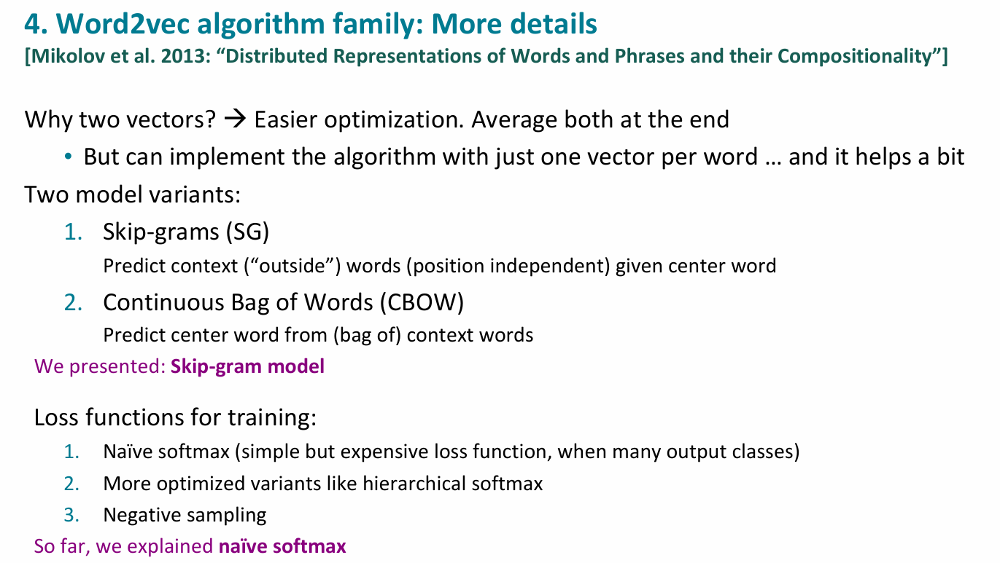 4. Word2vec algorithm family: More details
[Mikolov et al. 2013: “Distributed Representations of Words and Phrases and their Compositionality”]
Why two vectors? → Easier optimization. Average both at the end
• But can implement the algorithm with just one vector per word … and it helps a bit
Two model variants:
1. Skip-grams (SG)
Predict context (“outside”) words (position independent) given center word
2. Continuous Bag of Words (CBOW)
Predict center word from (bag of) context words
We presented: Skip-gram model
Loss functions for training:
1. Naïve softmax (simple but expensive loss function, when many output classes)
2. More optimized variants like hierarchical softmax
3. Negative sampling
So far, we explained naïve softmax